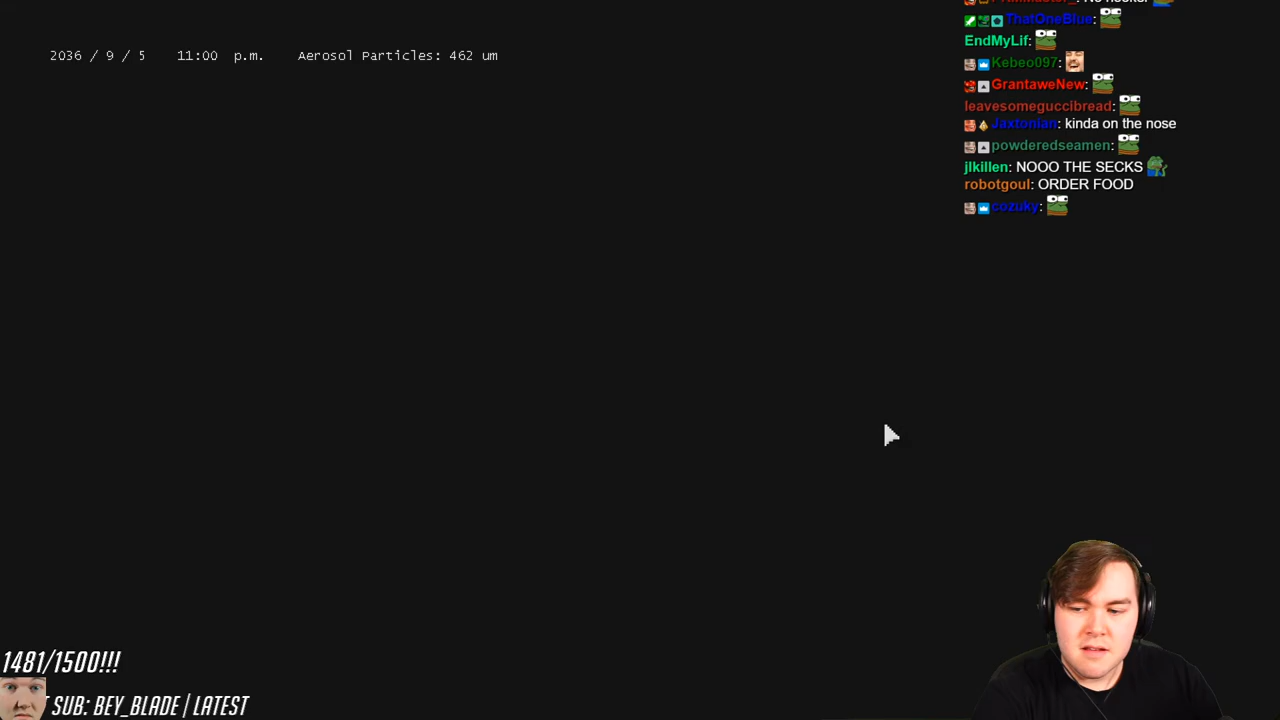 2036 / 9 / 5 11:00 p.m. Aerosol Particles: 462 um
ThatOneBlue:
EndMyLif:
Kebeo097:
GrantaweNew:
leavesomeguccibread:
Jaxtonian: kinda on the nose
powderedseamen:
jlkillen: NOOO THE SECKS
robotgoul: ORDER FOOD
cozuky:
1481/1500!!!
SUB: BEY_BLADE | LATEST